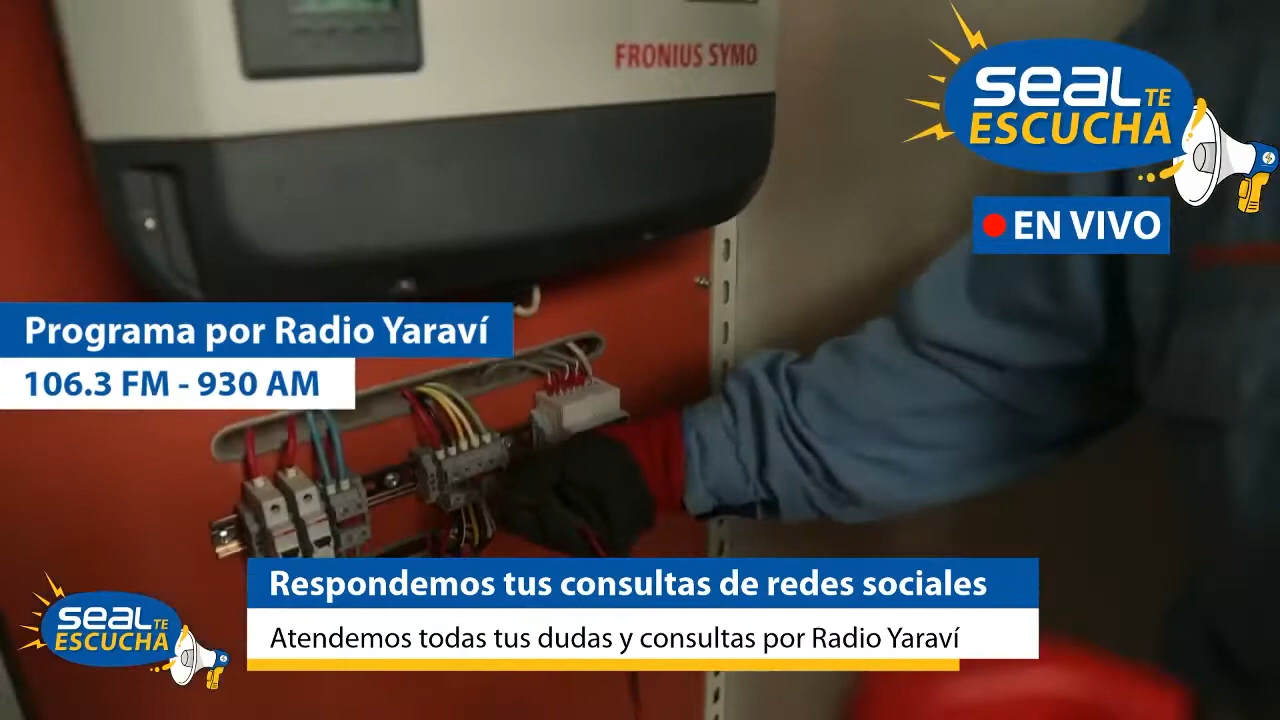 FRONIUS SYMO
seal TE
ESCUCHA
EN VIVO
Programa por Radio Yaraví
106.3 FM - 930 AM
Respondemos tus consultas de redes sociales
Atendemos todas tus dudas y consultas por Radio Yaraví
seal TE
ESCUCHA